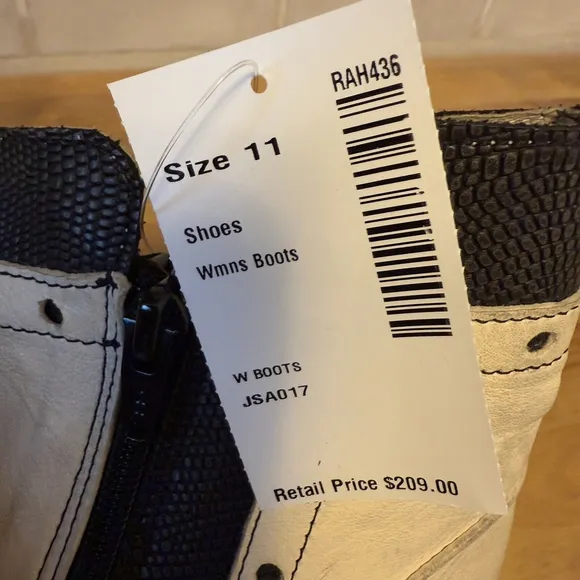 RAH436
Size 11
Shoes
Wmns Boots
W BOOTS
JSA017
Retail Price $209.00